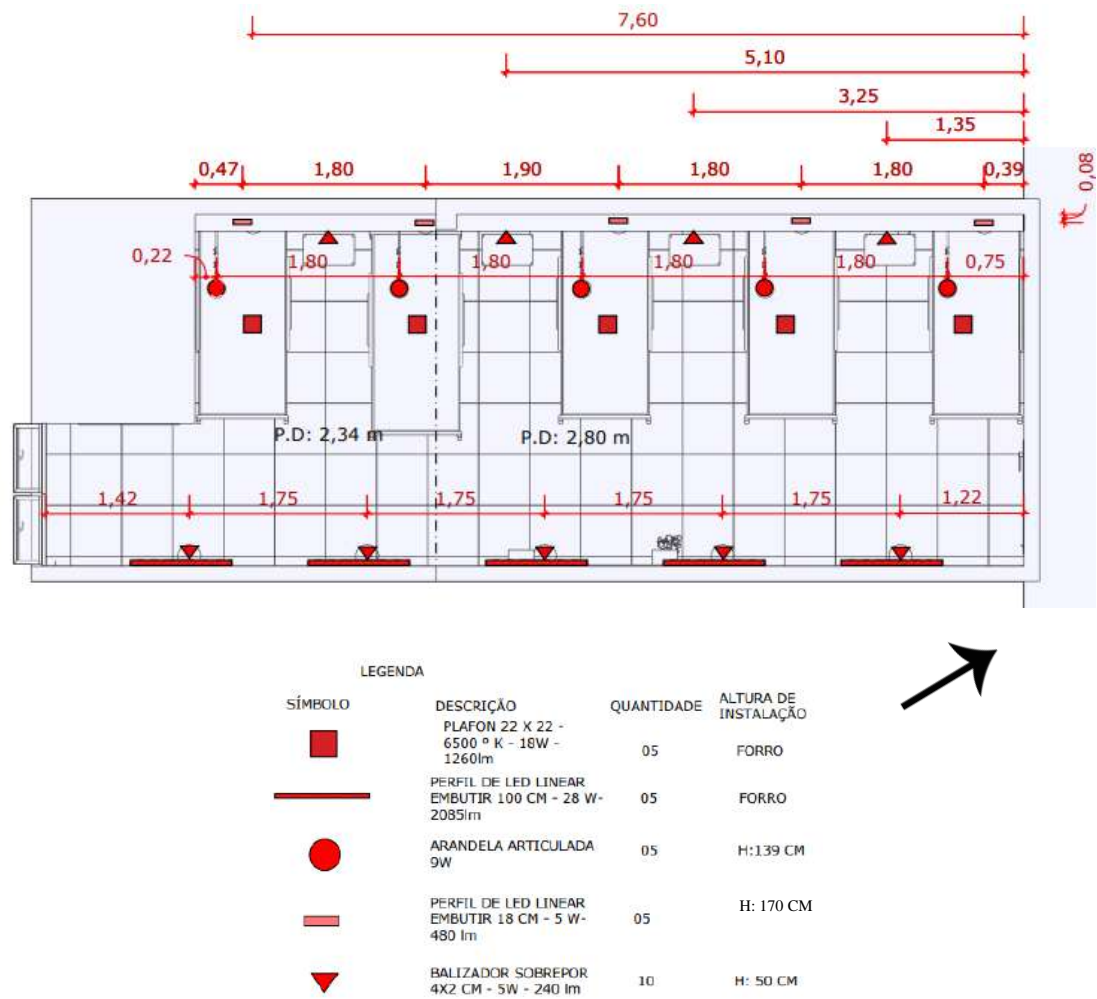 7,60
5,10
3,25
1,35
0,47 1,80 1,90 1,80 1,80 0,39
0,08
0,22 1,80 1,80 1,80 1,80 0,75
P.D: 2,34 m P.D: 2,80 m
1,42 1,75 1,75 1,75 1,75 1,22
LEGENDA
SÍMBOLO DESCRIÇÃO QUANTIDADE ALTURA DE
INSTALAÇÃO
PLAFON 22 X 22 -
6500 º K - 18W -
1260lm
05 FORRO
PERFIL DE LED LINEAR
EMBUTIR 100 CM - 28 W-
2085lm
05 FORRO
ARANDELA ARTICULADA
9W
05 H:139 CM
PERFIL DE LED LINEAR
EMBUTIR 18 CM - 5 W-
480 lm
05 H: 170 CM
BALIZADOR SOBREPOR
4X2 CM - 5W - 240 lm
10 H: 50 CM